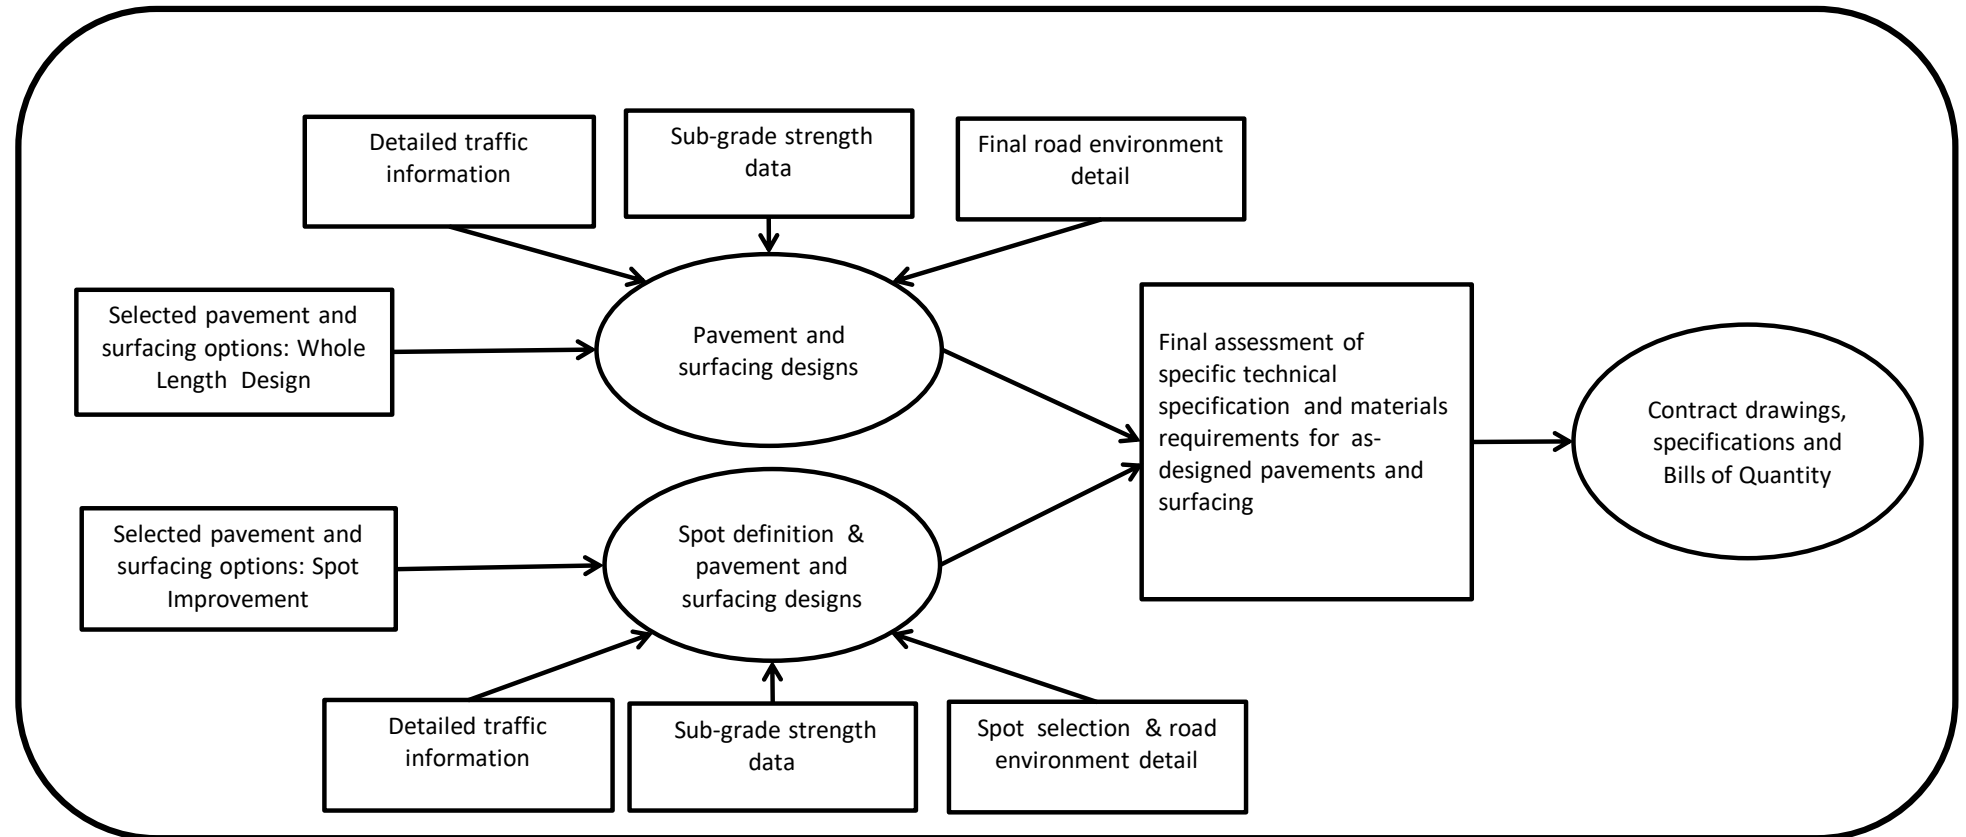 Detailed traffic
information
Sub-grade strength
data
Final road environment
detail
Selected pavement and
surfacing options: Whole
Length Design
Pavement and
surfacing designs
Final assessment of
specific technical
specification and materials
requirements for as-
designed pavements and
surfacing
Contract drawings,
specifications and
Bills of Quantity
Selected pavement and
surfacing options: Spot
Improvement
Spot definition &
pavement and
surfacing designs
Detailed traffic
information
Sub-grade strength
data
Spot selection & road
environment detail